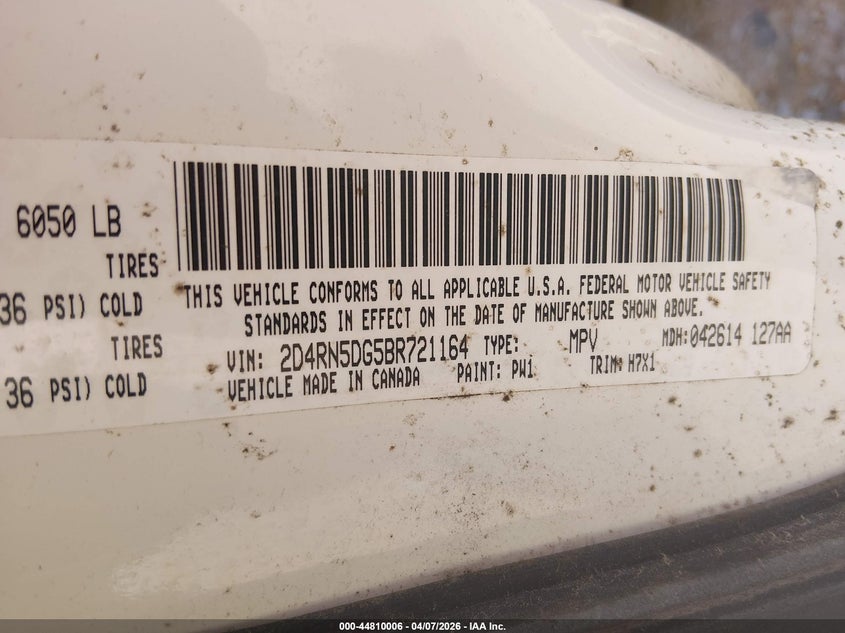 6050 LB
TIRES
36 PSI) COLD
TIRES
36 PSI) COLD
THIS VEHICLE CONFORMS TO ALL APPLICABLE U.S.A. FEDERAL MOTOR VEHICLE SAFETY
STANDARDS IN EFFECT ON THE DATE OF MANUFACTURE SHOWN ABOVE.
VIN: 2D4RN5DG5BR721164 TYPE: MPV MDH:042614 127AA
VEHICLE MADE IN CANADA PAINT: PW1 TRIM: H7X1
000-44810006 - 04/07/2026 - IAA Inc.